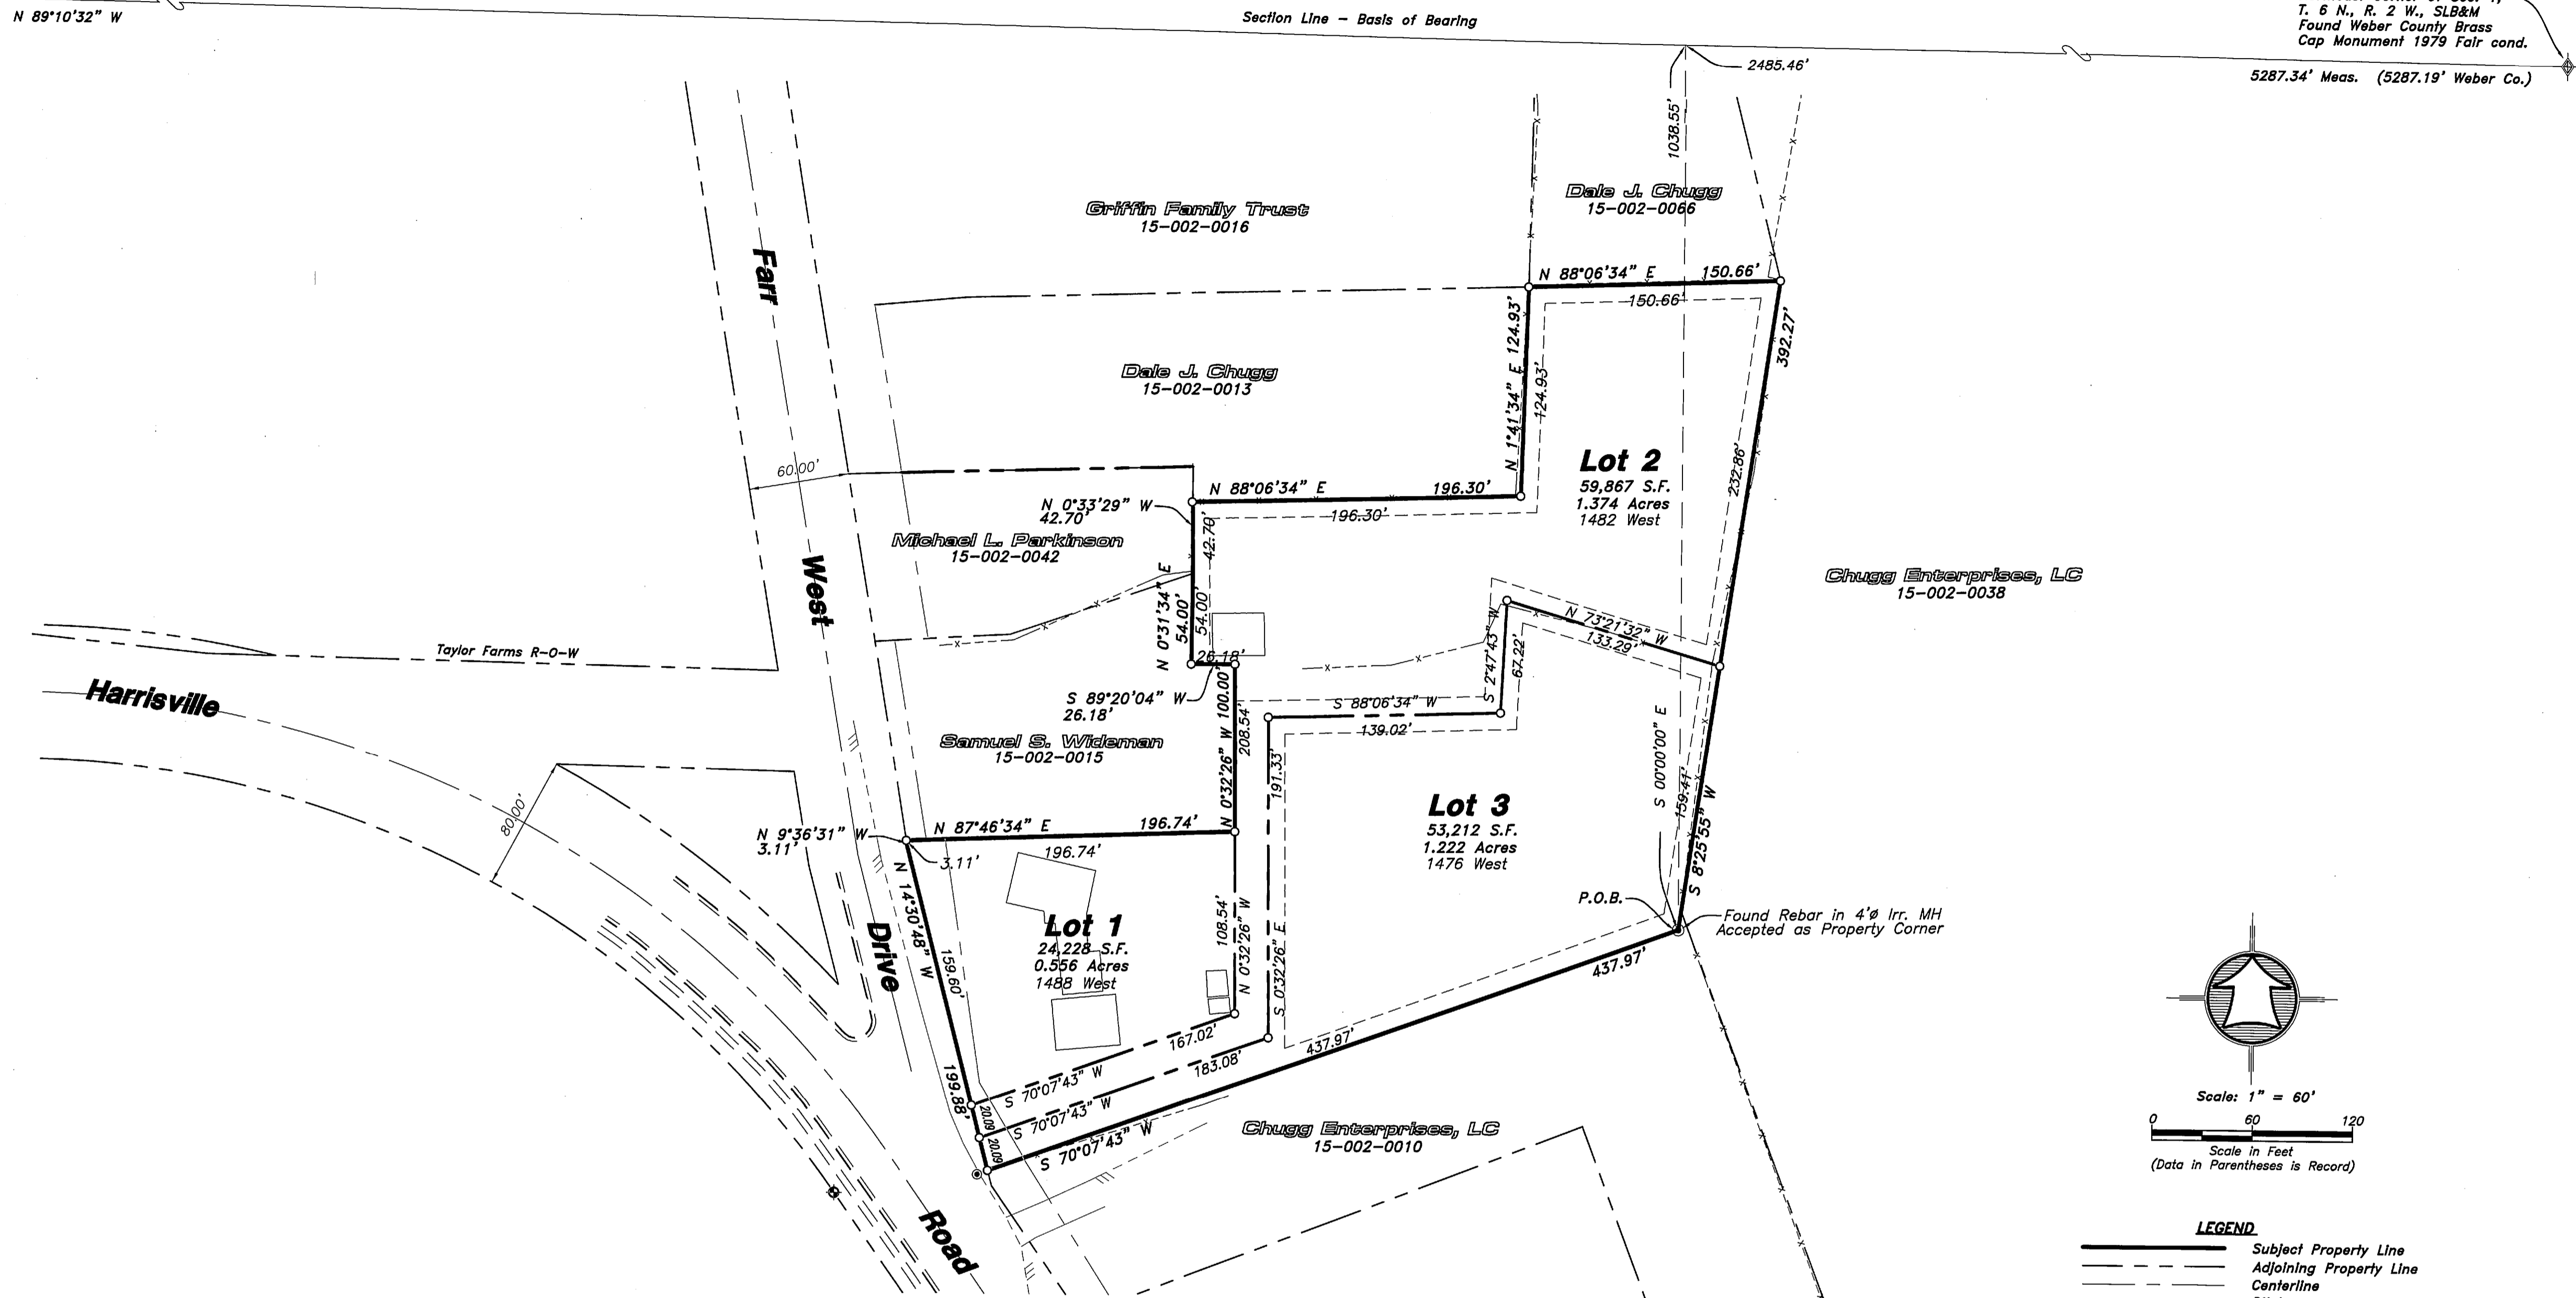 N 89°10'32" W
Section Line - Basis of Bearing
T. 6 N., R. 2 W., SLB&M
Found Weber County Brass
Cap Monument 1979 Fair cond.
5287.34' Meas. (5287.19' Weber Co.)
2485.46'
1038.55'
Griffin Family Trust
15-002-0016
Dale J. Chugg
15-002-0066
Farr
West
Drive
N 88°06'34" E 150.66'
150.66'
392.27'
N 1°41'34" E 124.93'
124.93'
Dale J. Chugg
15-002-0013
60.00'
N 88°06'34" E 196.30'
196.30'
N 0°33'29" W
42.70'
42.70'
Lot 2
59,867 S.F.
1.374 Acres
1482 West
232.86'
Michael L. Parkinson
15-002-0042
N 0°31'34" E
54.00'
54.00'
Chugg Enterprises, LC
15-002-0038
N 73°21'32" W
133.29'
S 2°47'43" W
67.22'
Taylor Farms R-O-W
Harrisville
Road
26.18'
S 89°20'04" W
26.18'
N 0°32'26" W 100.00'
208.54'
S 88°06'34" W
139.02'
191.33'
S 00°00'00" E
159.41'
S 8°25'55" W
Samuel S. Wideman
15-002-0015
80.00'
N 9°36'31" W
3.11'
3.11'
N 87°46'34" E 196.74'
196.74'
Lot 3
53,212 S.F.
1.222 Acres
1476 West
P.O.B.
Found Rebar in 4'ø Irr. MH
Accepted as Property Corner
N 14°30'48" W
159.60'
199.88'
Lot 1
24,228 S.F.
0.556 Acres
1488 West
108.54'
N 0°32'26" W
S 0°32'26" E
437.97'
437.97'
167.02'
S 70°07'43" W
183.08'
S 70°07'43" W
S 70°07'43" W
20.09
20.09
Chugg Enterprises, LC
15-002-0010
Scale: 1" = 60'
0 60 120
Scale in Feet
(Data in Parentheses is Record)
LEGEND
Subject Property Line
Adjoining Property Line
Centerline